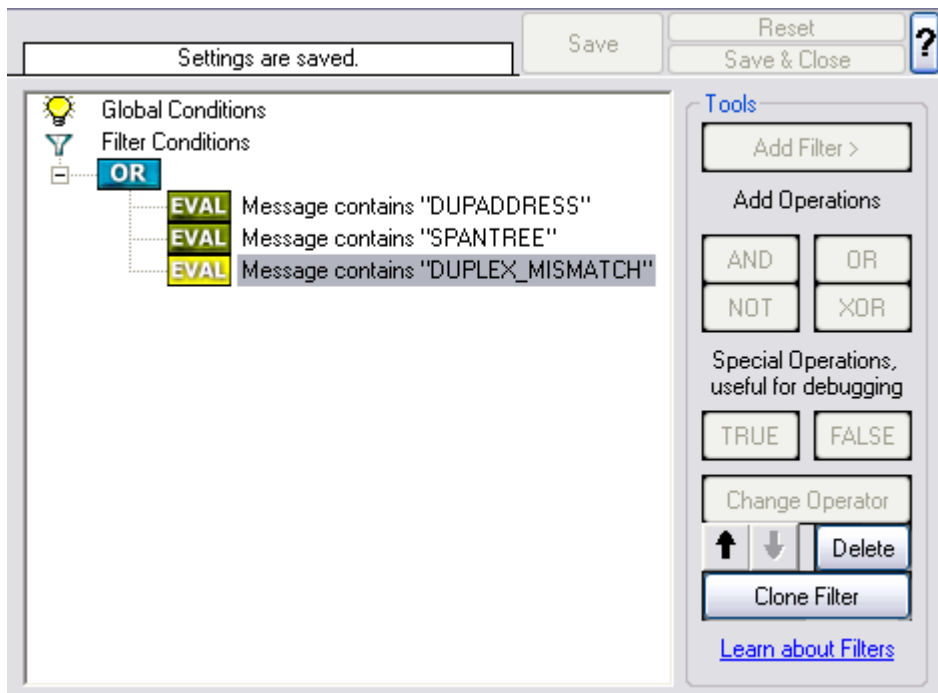 Settings are saved.
Save
Reset
Save & Close
?
Global Conditions
Filter Conditions
OR
EVAL Message contains "DUPADDRESS"
EVAL Message contains "SPANTREE"
EVAL Message contains "DUPLEX_MISMATCH"
Tools
Add Filter >
Add Operations
AND OR
NOT XOR
Special Operations,
useful for debugging
TRUE FALSE
Change Operator
Delete
Clone Filter
Learn about Filters